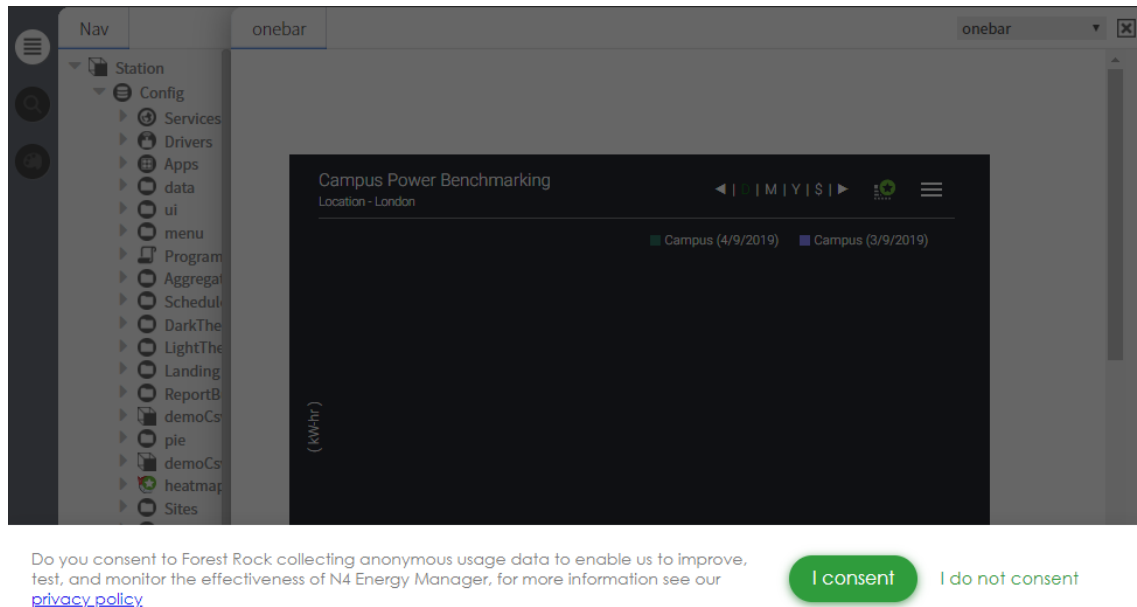 Nav
onebar
onebar
Station
Config
Services
Drivers
Apps
data
ui
menu
Program
Aggregat
Schedul
DarkThe
LightThe
Landing
ReportB
demoCs
pie
demoCs
heatmap
Sites
Campus Power Benchmarking
Location - London
| D | M | Y | $ |
Campus (4/9/2019) Campus (3/9/2019)
( kW-hr )
Do you consent to Forest Rock collecting anonymous usage data to enable us to improve,
test, and monitor the effectiveness of N4 Energy Manager, for more information see our
privacy policy
I consent
I do not consent